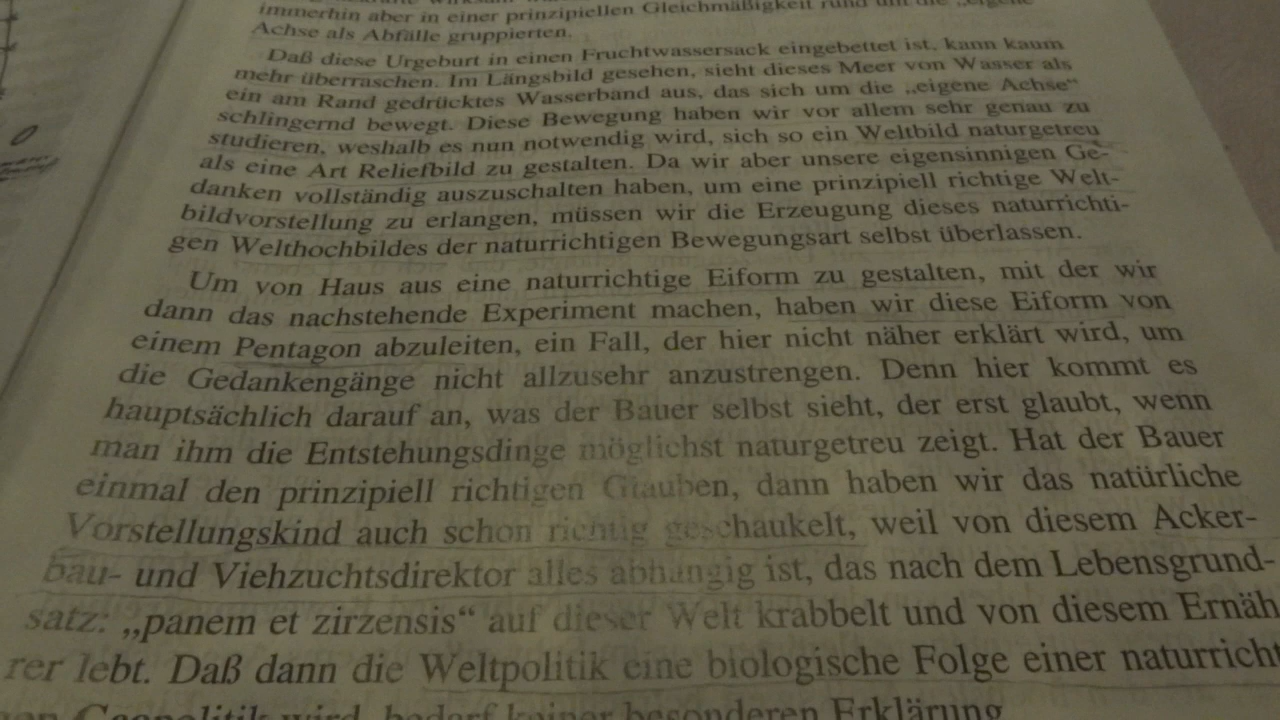 immerhin aber in einer prinzipiellen Gleichmäßigkeit rund um die „eigene
Achse als Abfälle gruppierten.
Daß diese Urgeburt in einen Fruchtwassersack eingebettet ist, kann kaum
mehr überraschen. Im Längsbild gesehen, sieht dieses Meer von Wasser als
ein am Rand gedrücktes Wasserband aus, das sich um die „eigene Achse“
schlingernd bewegt. Diese Bewegung haben wir vor allem sehr genau zu
studieren, weshalb es nun notwendig wird, sich so ein Weltbild naturgetreu
als eine Art Reliefbild zu gestalten. Da wir aber unsere eigensinnigen Ge-
danken vollständig auszuschalten haben, um eine prinzipiell richtige Welt-
bildvorstellung zu erlangen, müssen wir die Erzeugung dieses naturrichti-
gen Welthochbildes der naturrichtigen Bewegungsart selbst überlassen.
Um von Haus aus eine naturrichtige Eiform zu gestalten, mit der wir
dann das nachstehende Experiment machen, haben wir diese Eiform von
einem Pentagon abzuleiten, ein Fall, der hier nicht näher erklärt wird, um
die Gedankengänge nicht allzusehr anzustrengen. Denn hier kommt es
hauptsächlich darauf an, was der Bauer selbst sieht, der erst glaubt, wenn
man ihm die Entstehungsdinge möglichst naturgetreu zeigt. Hat der Bauer
einmal den prinzipiell richtigen Glauben, dann haben wir das natürliche
Vorstellungskind auch schon richtig geschaukelt, weil von diesem Acker-
bau- und Viehzuchtsdirektor alles abhängig ist, das nach dem Lebensgrund-
satz: „panem et zirzensis“ auf dieser Welt krabbelt und von diesem Ernäh
rer lebt. Daß dann die Weltpolitik eine biologische Folge einer naturricht
Geopolitik wird, bedarf keiner besonderen Erklärung